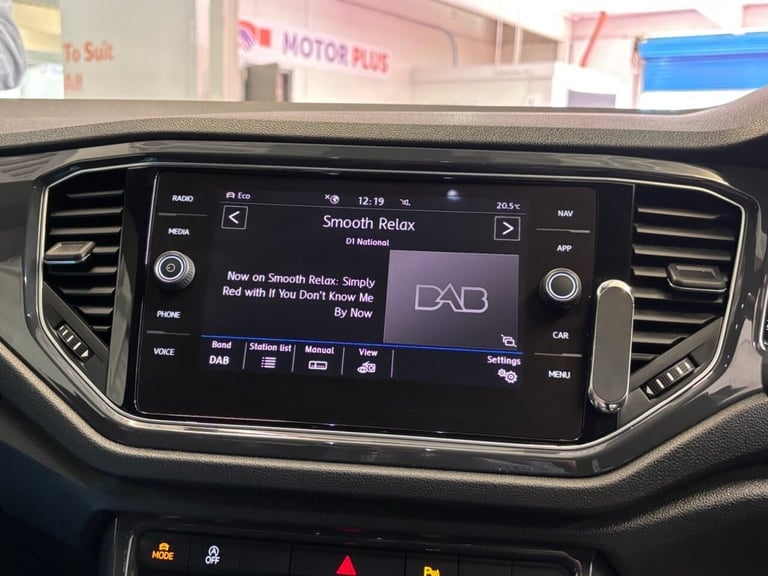 To Suit
MOTOR PLUS
RADIO
MEDIA
PHONE
VOICE
Eco
12:19
20.5°C
<
Smooth Relax
>
D1 National
Now on Smooth Relax: Simply
Red with If You Don't Know Me
By Now
DAB
Band
DAB
Station list
Manual
View
Settings
NAV
APP
CAR
MENU
MODE
OFF